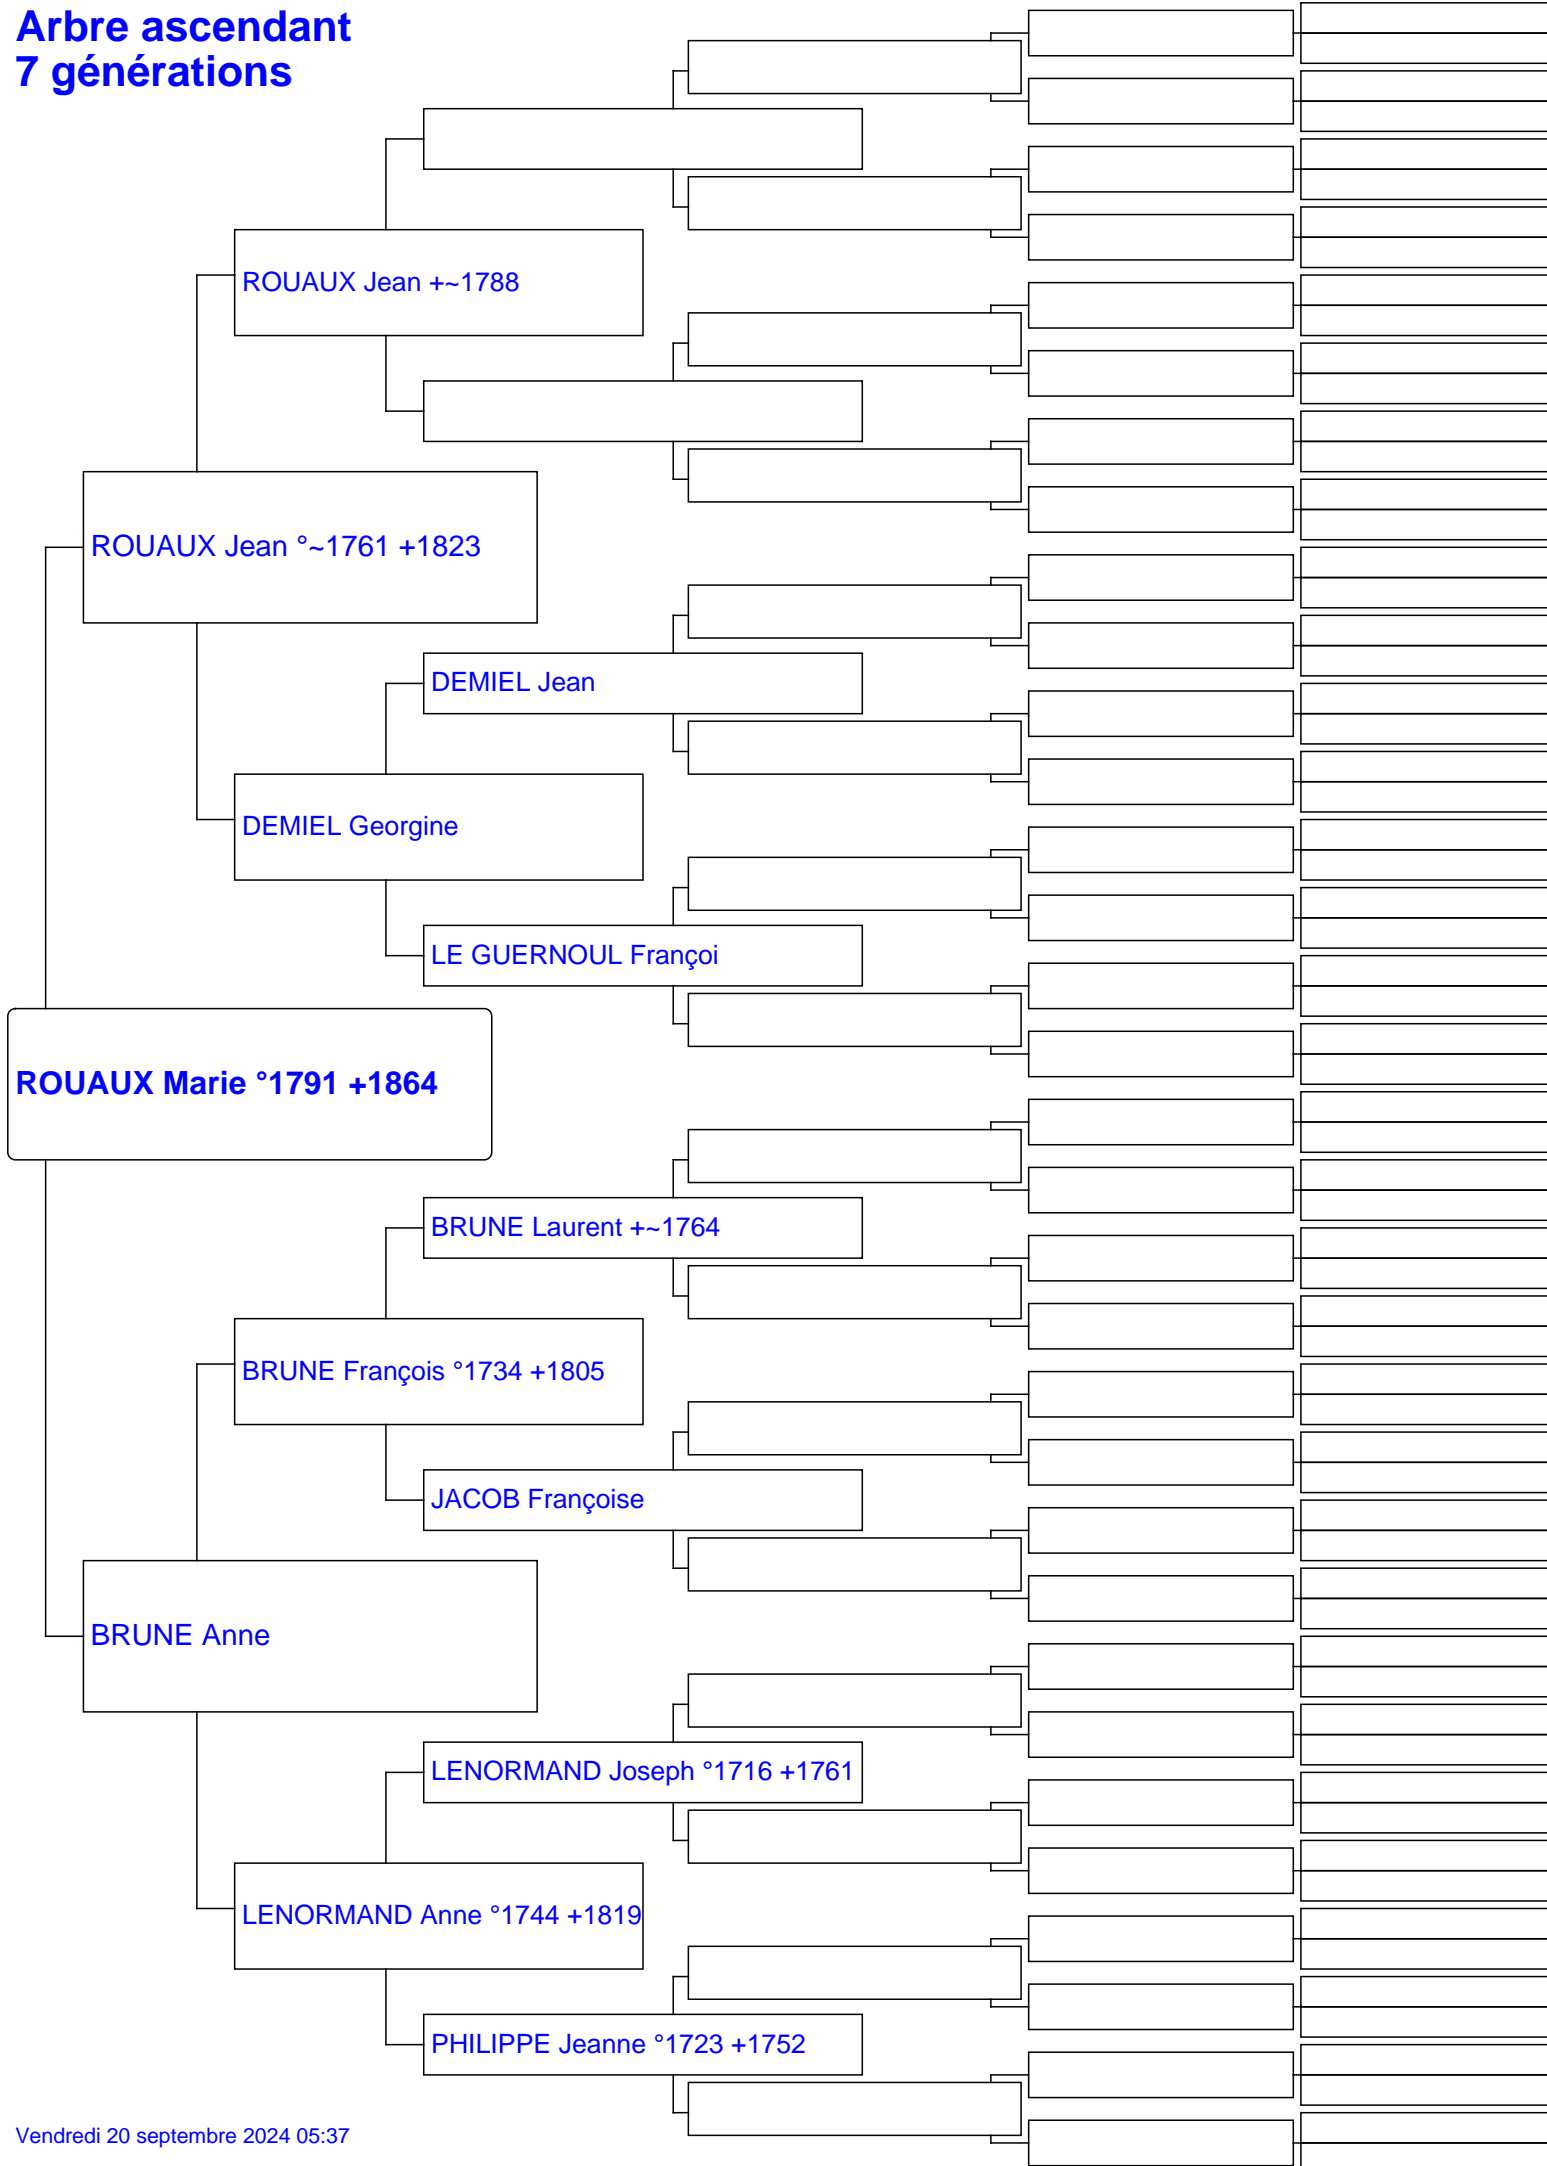 Arbre ascendant
7 générations
ROUAUX Jean +~1788
ROUAUX Jean °~1761 +1823
DEMIEL Jean
DEMIEL Georgine
LE GUERNOUL Françoi
ROUAUX Marie °1791 +1864
BRUNE Laurent +~1764
BRUNE François °1734 +1805
JACOB Françoise
BRUNE Anne
LENORMAND Joseph °1716 +1761
LENORMAND Anne °1744 +1819
PHILIPPE Jeanne °1723 +1752
Vendredi 20 septembre 2024 05:37